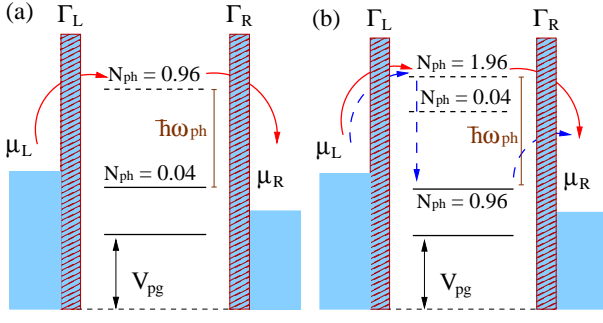 (a)
Γ_L
Γ_R
N_ph = 0.96
ħω_ph
μ_L
N_ph = 0.04
μ_R
V_pg
(b)
Γ_L
Γ_R
N_ph = 1.96
N_ph = 0.04
ħω_ph
μ_L
N_ph = 0.96
μ_R
V_pg